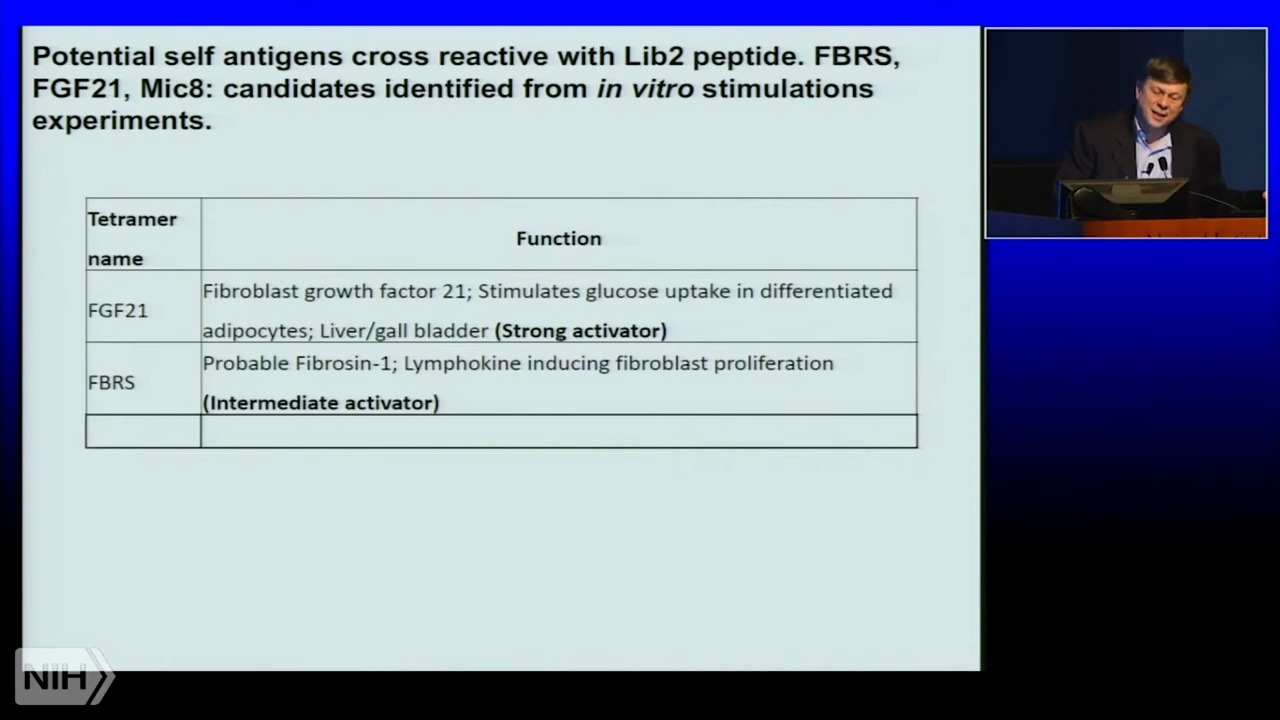 Potential self antigens cross reactive with Lib2 peptide. FBRS,
FGF21, Mic8: candidates identified from in vitro stimulations
experiments.
Tetramer
name
Function
FGF21
Fibroblast growth factor 21; Stimulates glucose uptake in differentiated
adipocytes; Liver/gall bladder (Strong activator)
FBRS
Probable Fibrosin-1; Lymphokine inducing fibroblast proliferation
(Intermediate activator)
NIH